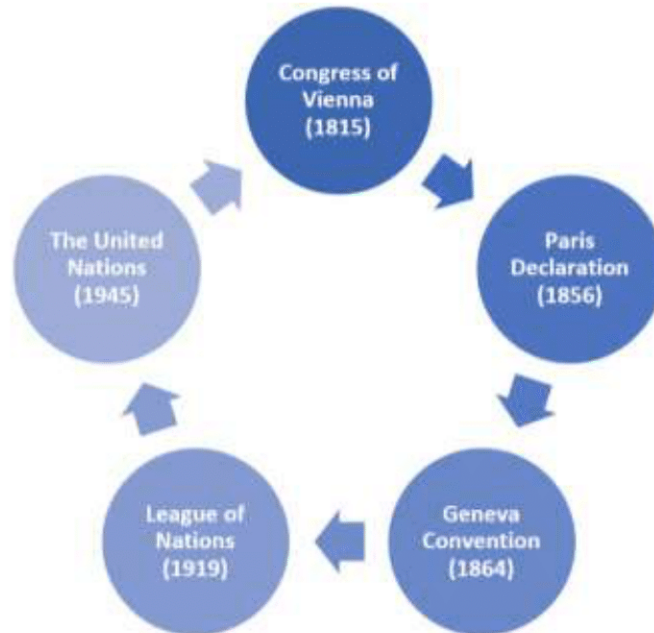 Congress of
Vienna
(1815)
Paris
Declaration
(1856)
Geneva
Convention
(1864)
League of
Nations
(1919)
The United
Nations
(1945)